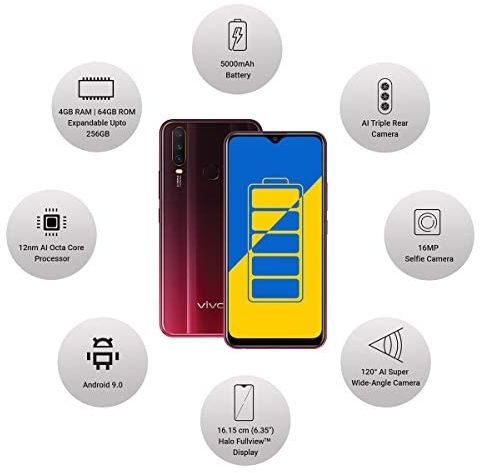 5000mAh
Battery
4GB RAM | 64GB ROM
Expandable Upto
256GB
AI Triple Rear
Camera
12nm AI Octa Core
Processor
16MP
Selfie Camera
vivo
Android 9.0
120° AI Super
Wide-Angle Camera
16.15 cm (6.35")
Halo Fullview™
Display